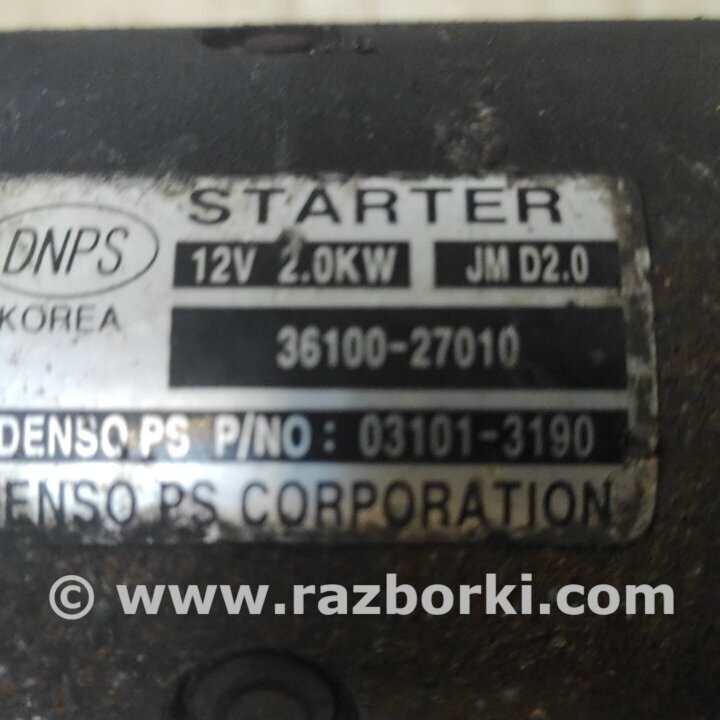 STARTER
DNPS
12V 2.0KW JM D2.0
KOREA
36100-27010
DENSO PS P/NO: 03101-3190
ENSO PS CORPORATION
© www.razborki.com